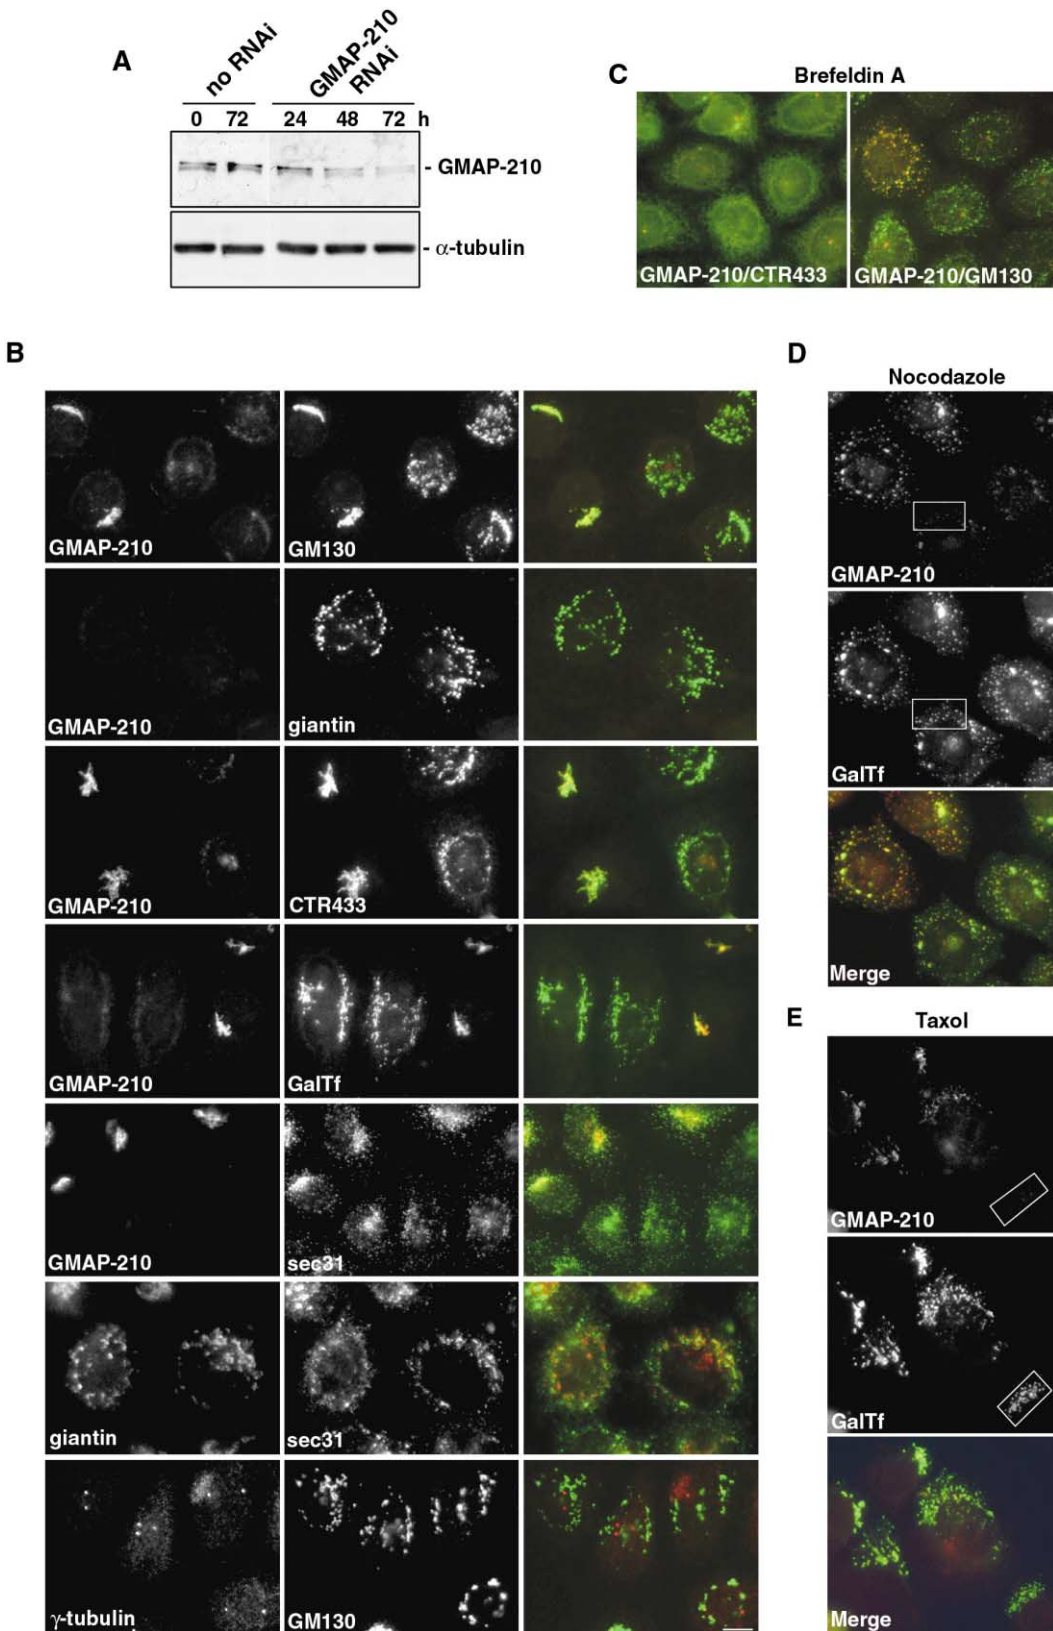 A
no RNAi
GMAP-210
RNAi
0 72 24 48 72 h
- GMAP-210
- α-tubulin
C
Brefeldin A
GMAP-210/CTR433
GMAP-210/GM130
B
GMAP-210
GM130
GMAP-210
giantin
GMAP-210
CTR433
GMAP-210
GalTf
GMAP-210
sec31
giantin
sec31
γ-tubulin
GM130
D
Nocodazole
GMAP-210
GalTf
Merge
E
Taxol
GMAP-210
GalTf
Merge